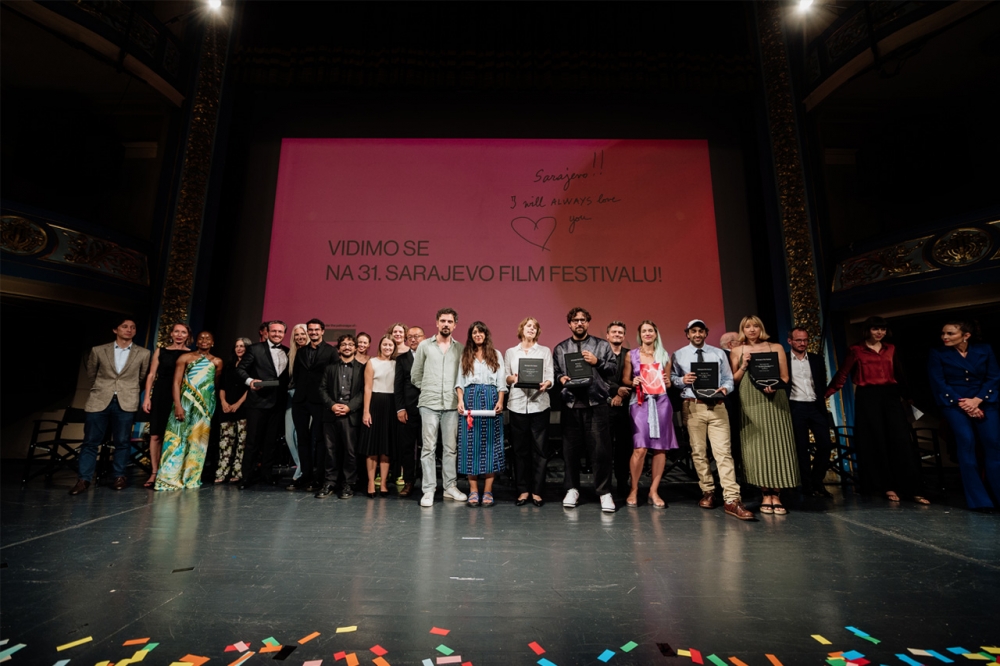 Sarajevo!!
I will ALWAYS love
you
VIDIMO SE
NA 31. SARAJEVO FILM FESTIVALU!